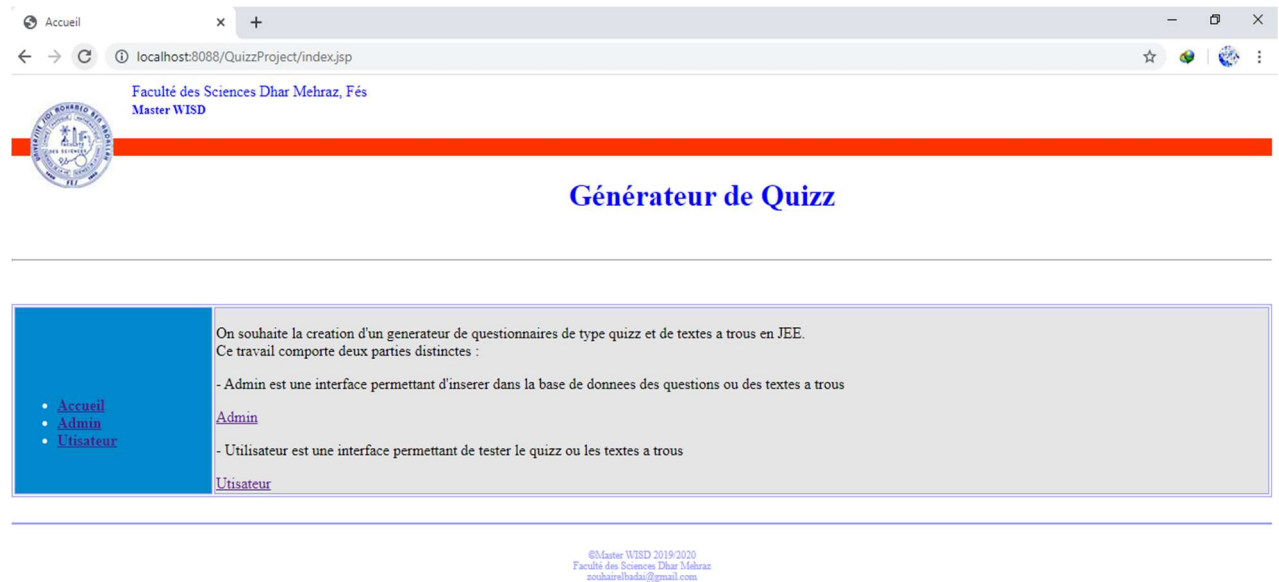 Accueil
localhost:8088/QuizzProject/index.jsp
Faculté des Sciences Dhar Mehraz, Fés
Master WISD
Générateur de Quizz
Accueil
Admin
Utisateur
On souhaite la creation d'un generateur de questionnaires de type quizz et de textes a trous en JEE.
Ce travail comporte deux parties distinctes :
- Admin est une interface permettant d'inserer dans la base de donnees des questions ou des textes a trous
Admin
- Utilisateur est une interface permettant de tester le quizz ou les textes a trous
Utisateur
©Master WISD 2019/2020
Faculté des Sciences Dhar Mehraz
zouhairelbadai@gmail.com